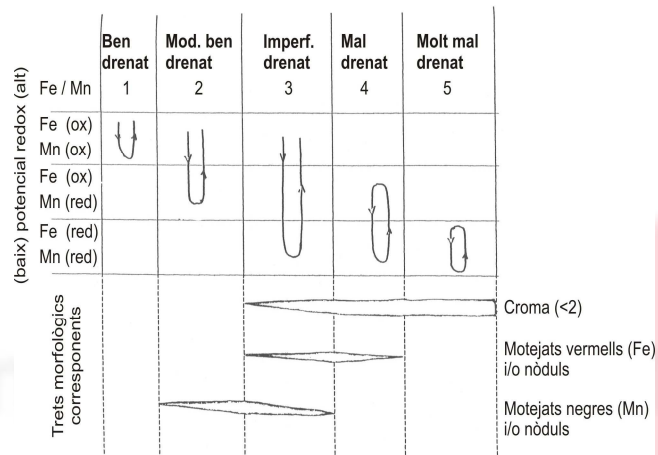 Ben
drenat
Mod. ben
drenat
Imperf.
drenat
Mal
drenat
Molt mal
drenat
Fe / Mn
1
2
3
4
5
(baix) potencial redox (alt)
Fe (ox)
Mn (ox)
Fe (ox)
Mn (red)
Fe (red)
Mn (red)
Trets morfològics
corresponents
Croma (<2)
Motejats vermells (Fe)
i/o nòduls
Motejats negres (Mn)
i/o nòduls